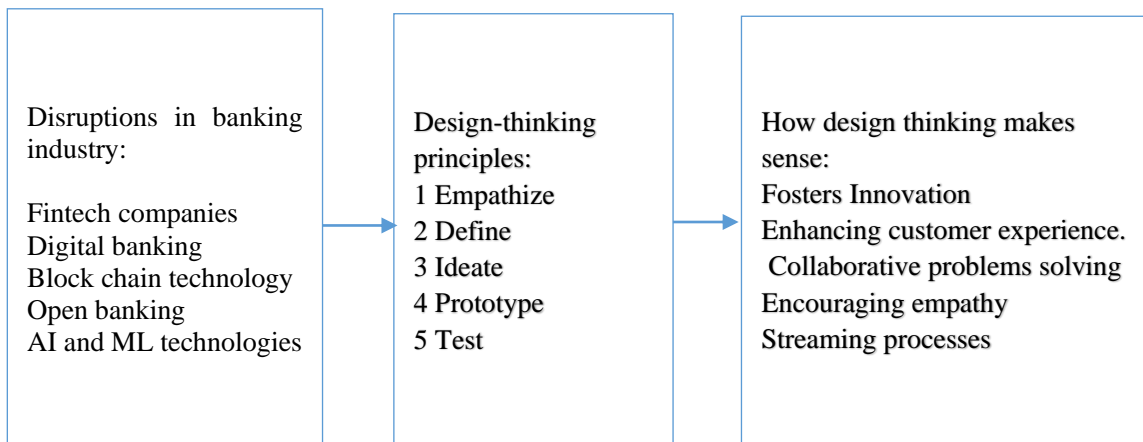 Disruptions in banking
industry:
Fintech companies
Digital banking
Block chain technology
Open banking
AI and ML technologies
Design-thinking
principles:
1 Empathize
2 Define
3 Ideate
4 Prototype
5 Test
How design thinking makes
sense:
Fosters Innovation
Enhancing customer experience.
Collaborative problems solving
Encouraging empathy
Streaming processes